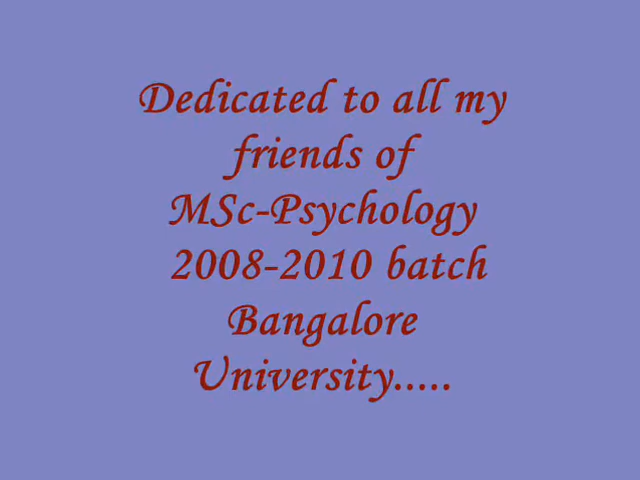 Dedicated to all my
friends of
MSc-Psychology
2008-2010 batch
Bangalore
University.....